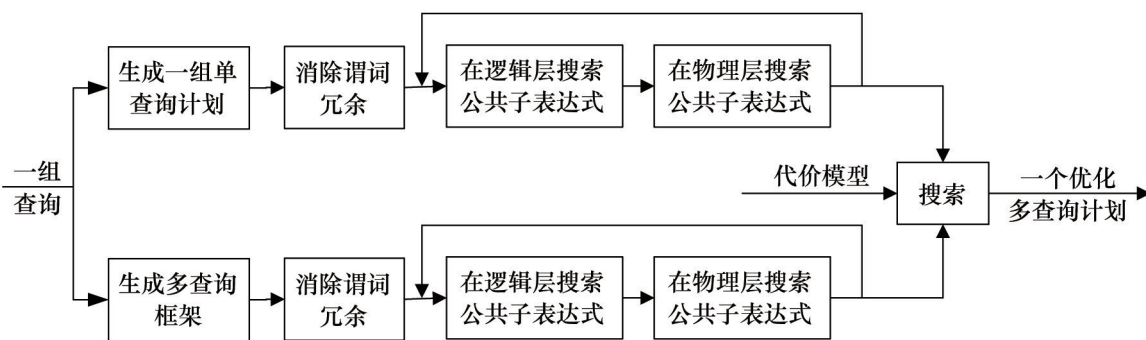 生成一组单
查询计划
消除谓词
冗余
在逻辑层搜索
公共子表达式
在物理层搜索
公共子表达式
一组
查询
代价模型
搜索
一个优化
多查询计划
生成多查询
框架
消除谓词
冗余
在逻辑层搜索
公共子表达式
在物理层搜索
公共子表达式